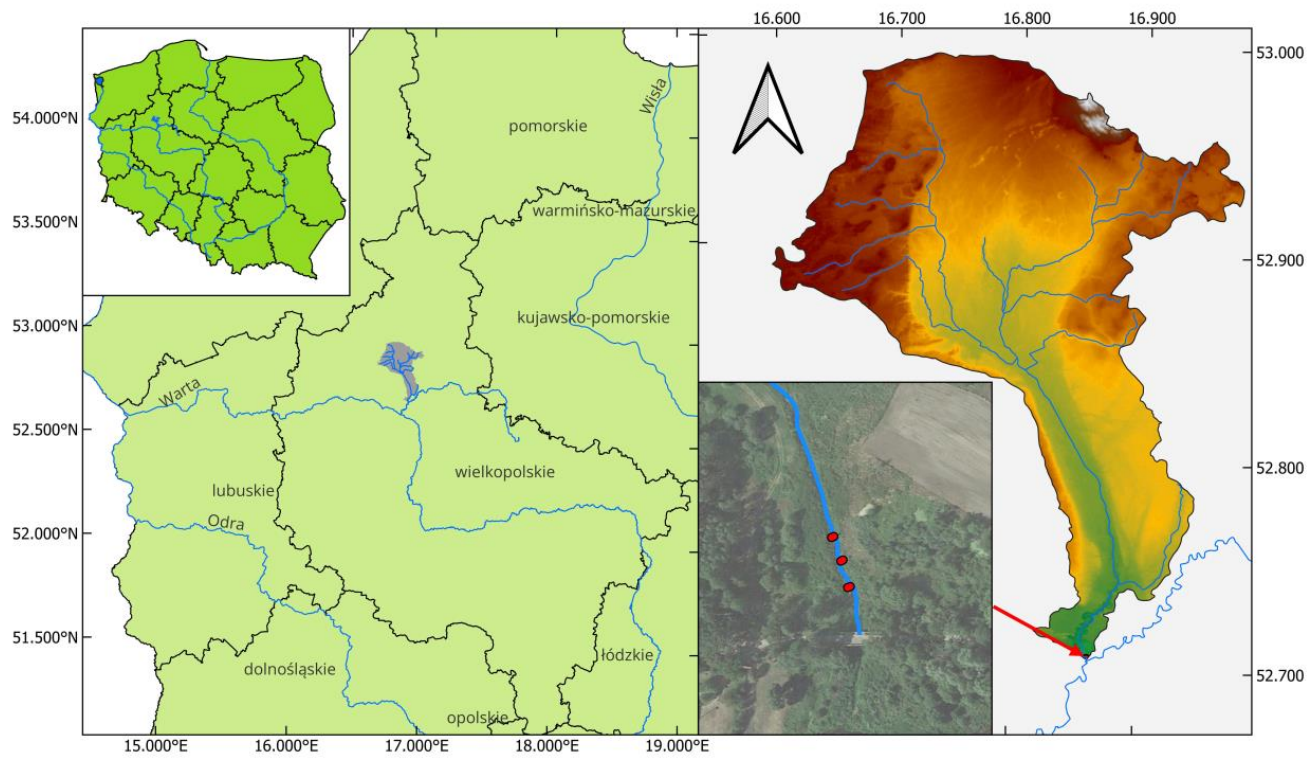 16.600
16.700
16.800
16.900
53.000
52.900
52.800
52.700
54.000°N
53.500°N
53.000°N
52.500°N
52.000°N
51.500°N
15.000°E
16.000°E
17.000°E
18.000°E
19.000°E
Wisła
pomorskie
warmińsko-mazurskie
kujawsko-pomorskie
Warta
wielkopolskie
lubuskie
Odra
dolnośląskie
łódzkie
opolskie